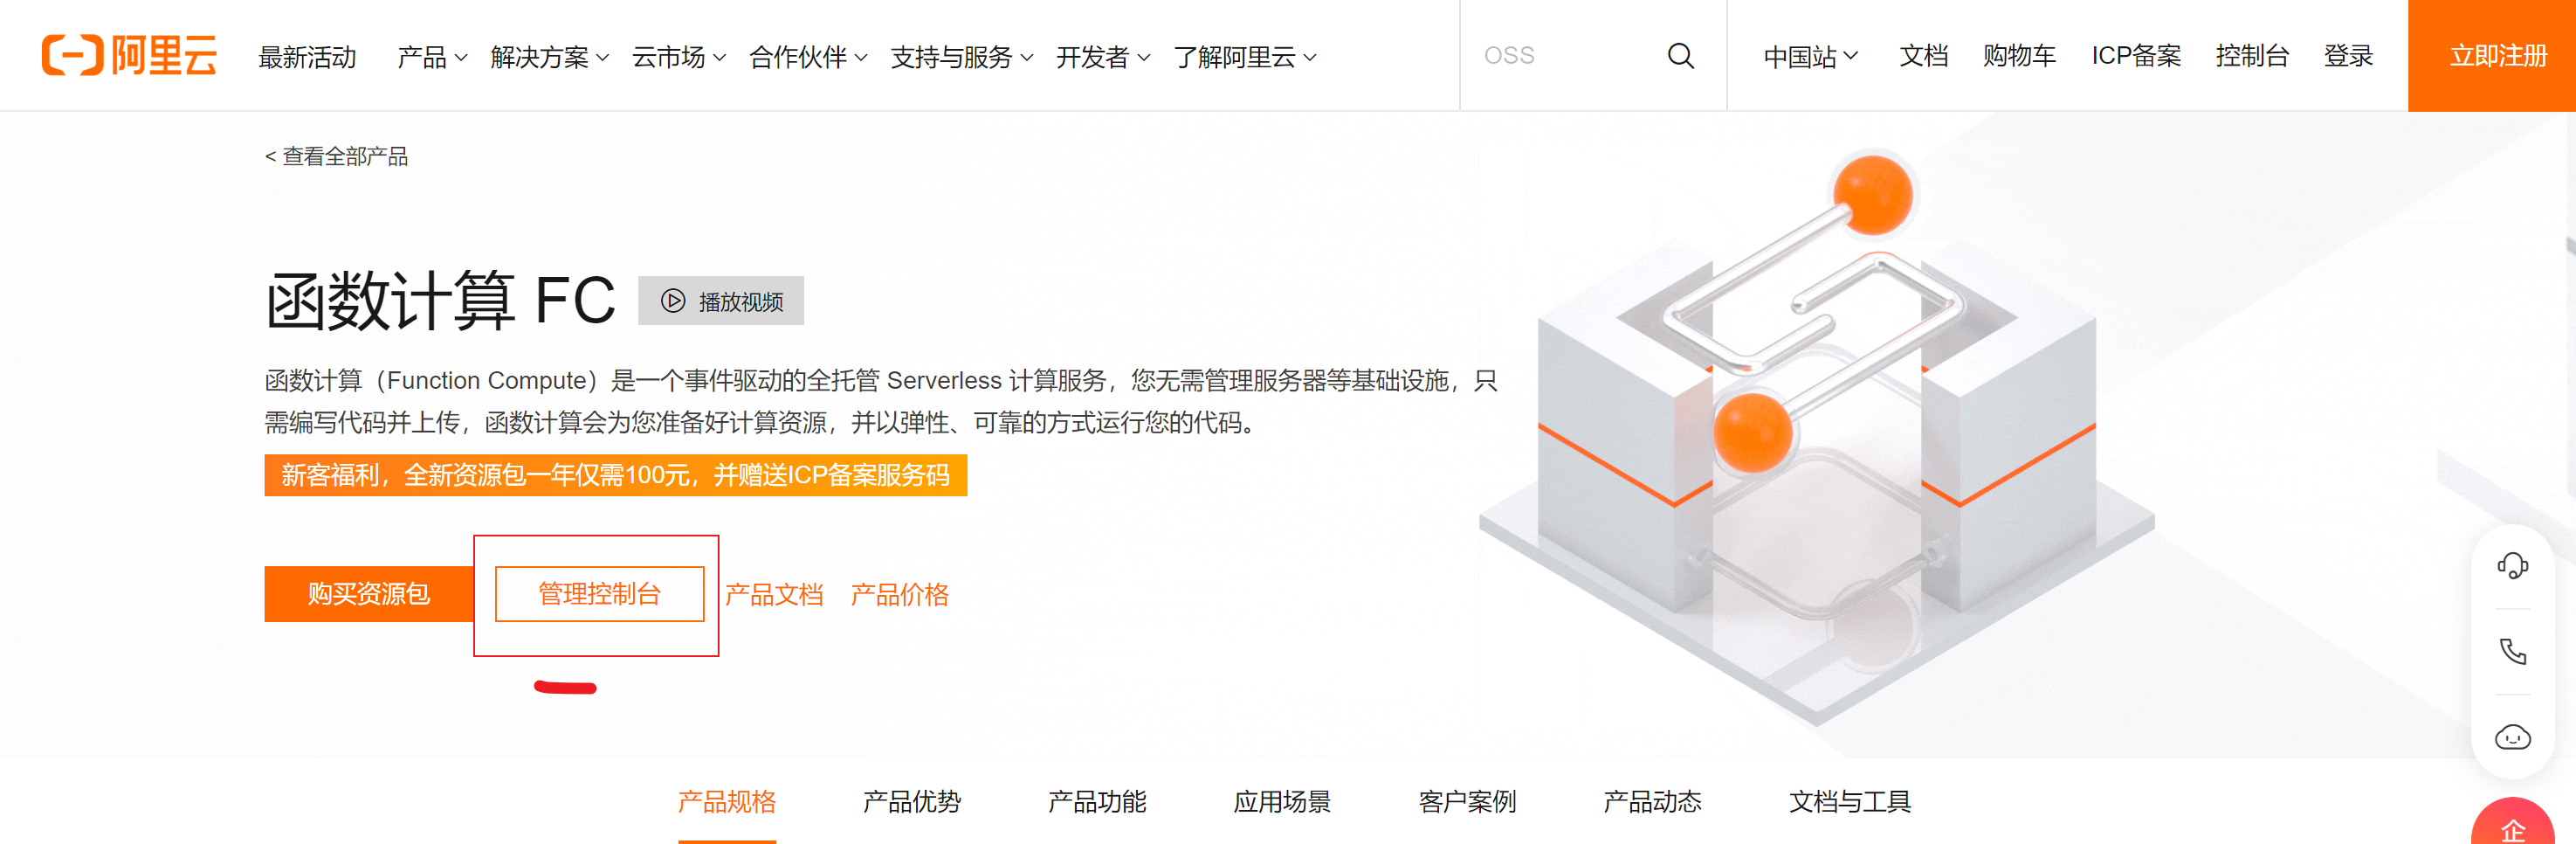 阿里云
最新活动 产品 解决方案 云市场 合作伙伴 支持与服务 开发者 了解阿里云 OSS 中国站 文档 购物车 ICP备案 控制台 登录 立即注册
< 查看全部产品
函数计算 FC 播放视频
函数计算（Function Compute）是一个事件驱动的全托管 Serverless 计算服务，您无需管理服务器等基础设施，只
需编写代码并上传，函数计算会为您准备好计算资源，并以弹性、可靠的方式运行您的代码。
新客福利，全新资源包一年仅需100元，并赠送ICP备案服务码
购买资源包 管理控制台 产品文档 产品价格
产品规格 产品优势 产品功能 应用场景 客户案例 产品动态 文档与工具
企